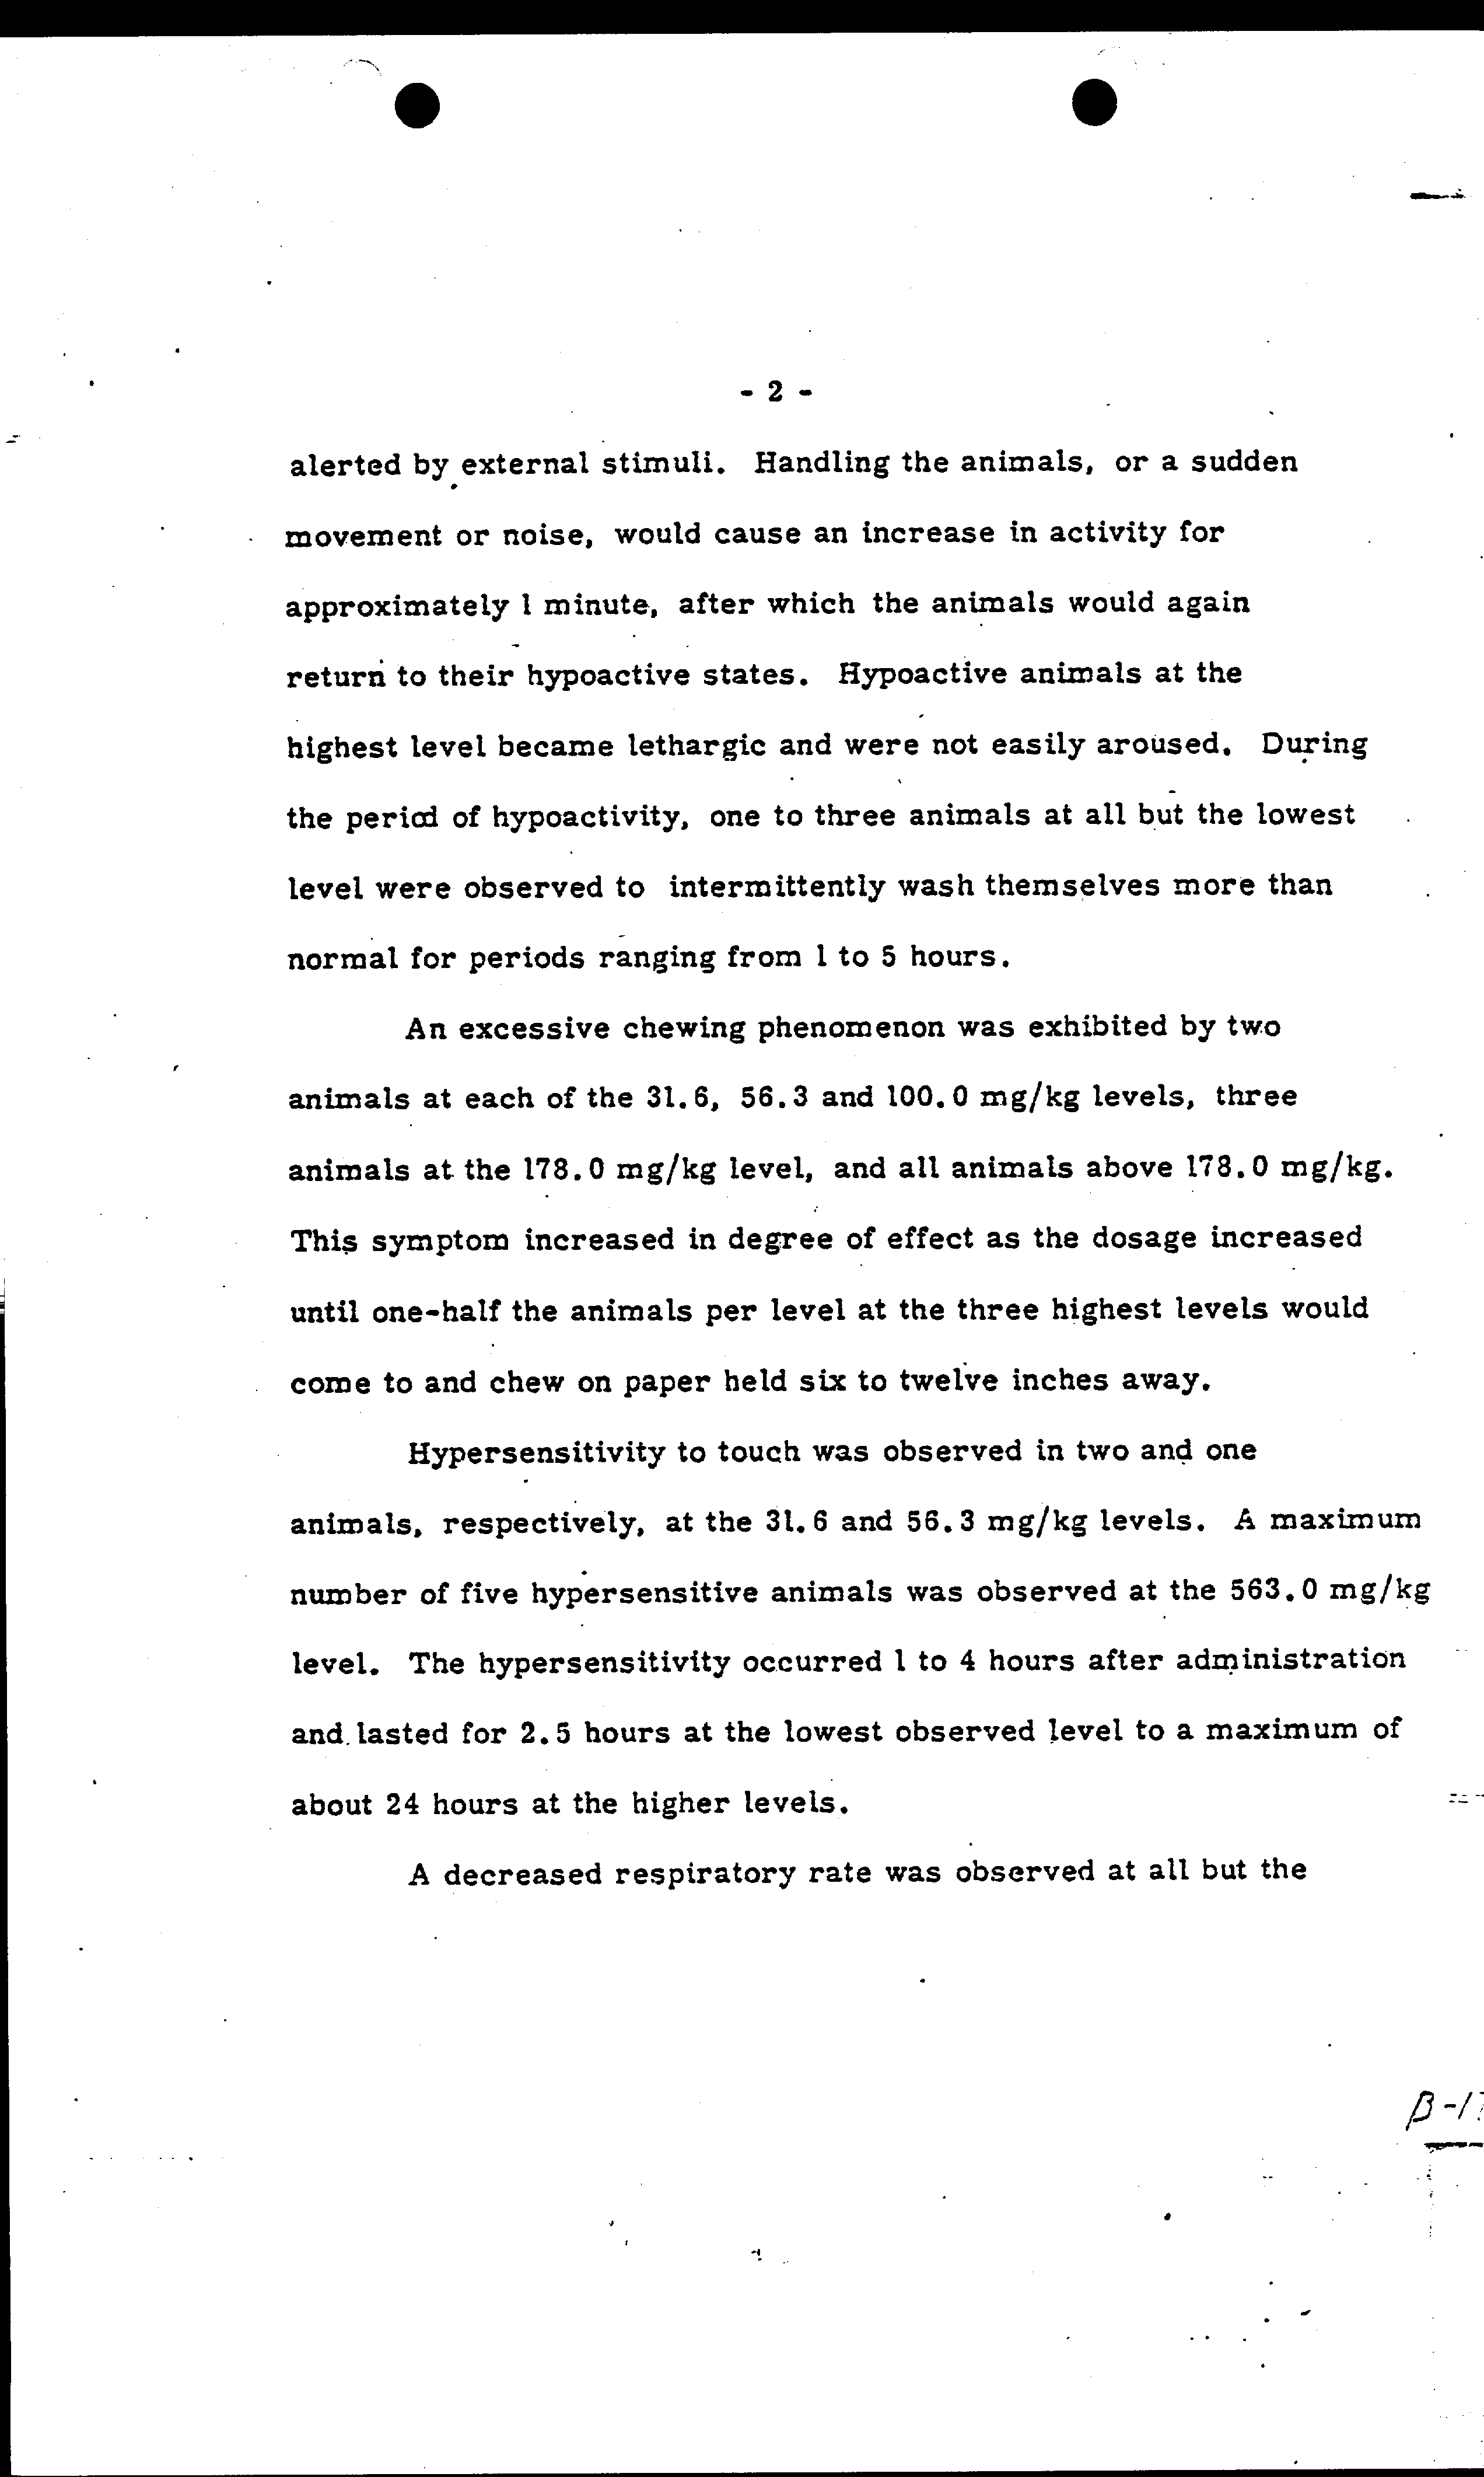 - 2 -
alerted by external stimuli. Handling the animals, or a sudden
movement or noise, would cause an increase in activity for
approximately 1 minute, after which the animals would again
return to their hypoactive states. Hypoactive animals at the
highest level became lethargic and were not easily aroused. During
the period of hypoactivity, one to three animals at all but the lowest
level were observed to intermittently wash themselves more than
normal for periods ranging from 1 to 5 hours.
An excessive chewing phenomenon was exhibited by two
animals at each of the 31.6, 56.3 and 100.0 mg/kg levels, three
animals at the 178.0 mg/kg level, and all animals above 178.0 mg/kg.
This symptom increased in degree of effect as the dosage increased
until one-half the animals per level at the three highest levels would
come to and chew on paper held six to twelve inches away.
Hypersensitivity to touch was observed in two and one
animals, respectively, at the 31.6 and 56.3 mg/kg levels. A maximum
number of five hypersensitive animals was observed at the 563.0 mg/kg
level. The hypersensitivity occurred 1 to 4 hours after administration
and lasted for 2.5 hours at the lowest observed level to a maximum of
about 24 hours at the higher levels.
A decreased respiratory rate was observed at all but the